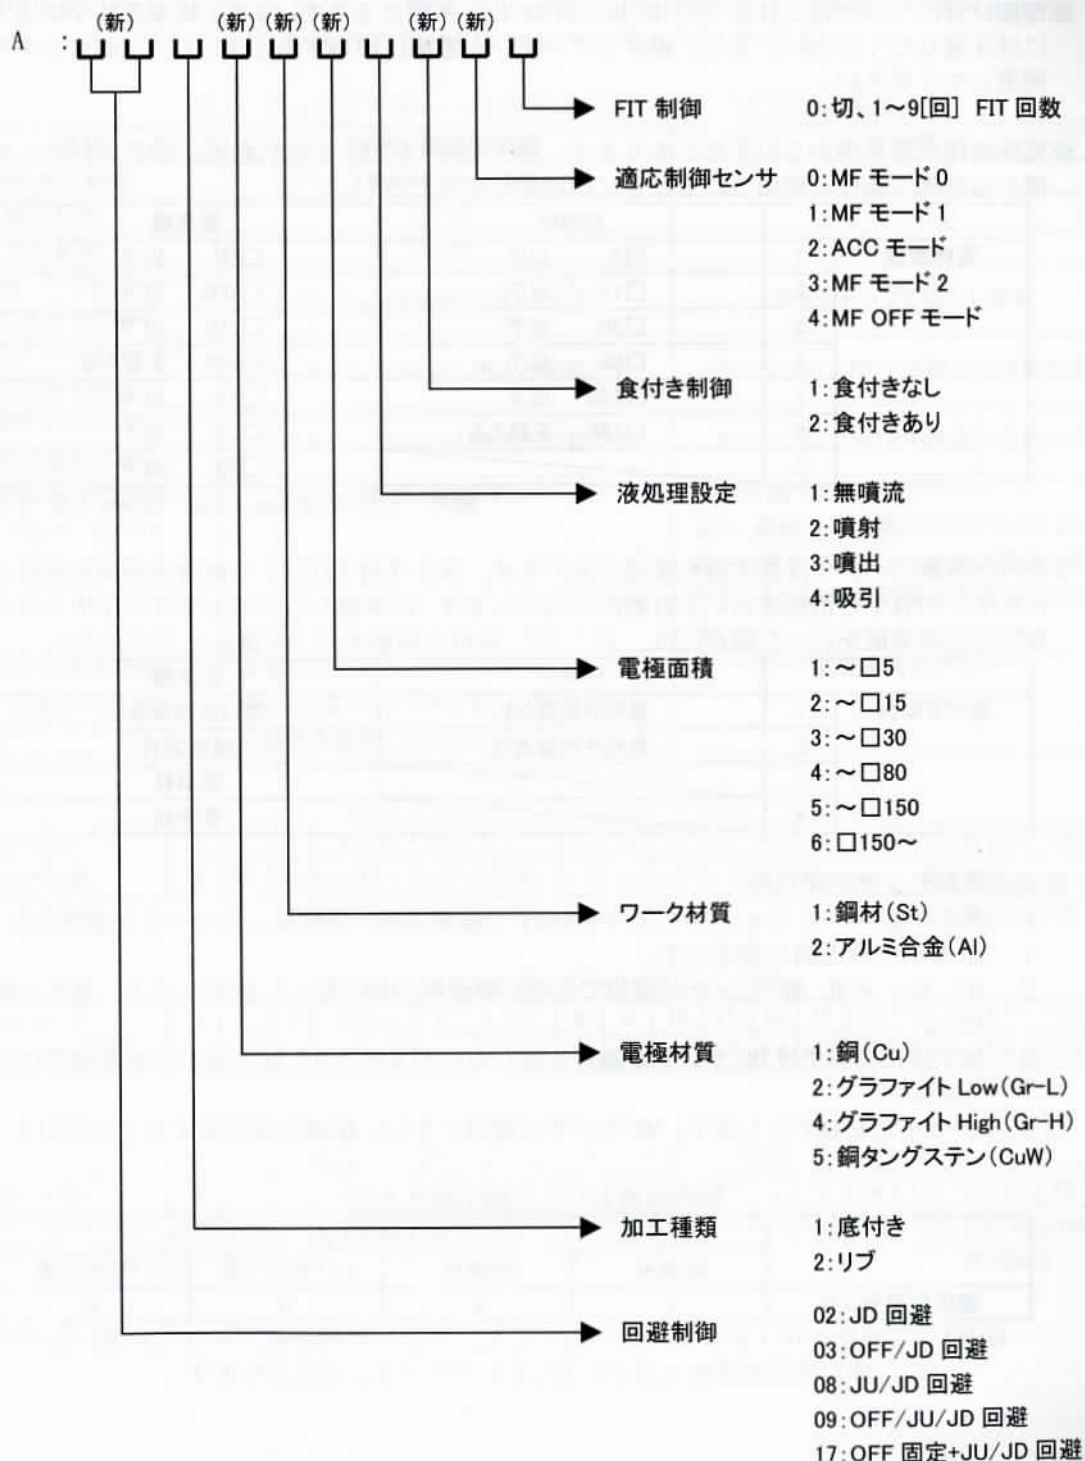 (新) (新) (新) (新) (新) (新)
A :
FIT 制御 0:切、1～9[回] FIT 回数
適応制御センサ 0:MF モード 0
1:MF モード 1
2:ACC モード
3:MF モード 2
4:MF OFF モード
食付き制御 1:食付きなし
2:食付きあり
液処理設定 1:無噴流
2:噴射
3:噴出
4:吸引
電極面積 1:～□5
2:～□15
3:～□30
4:～□80
5:～□150
6:□150～
ワーク材質 1:鋼材(St)
2:アルミ合金(Al)
電極材質 1:銅(Cu)
2:グラファイト Low(Gr-L)
4:グラファイト High(Gr-H)
5:銅タングステン(CuW)
加工種類 1:底付き
2:リブ
回避制御 02:JD 回避
03:OFF/JD 回避
08:JU/JD 回避
09:OFF/JU/JD 回避
17:OFF 固定+JU/JD 回避